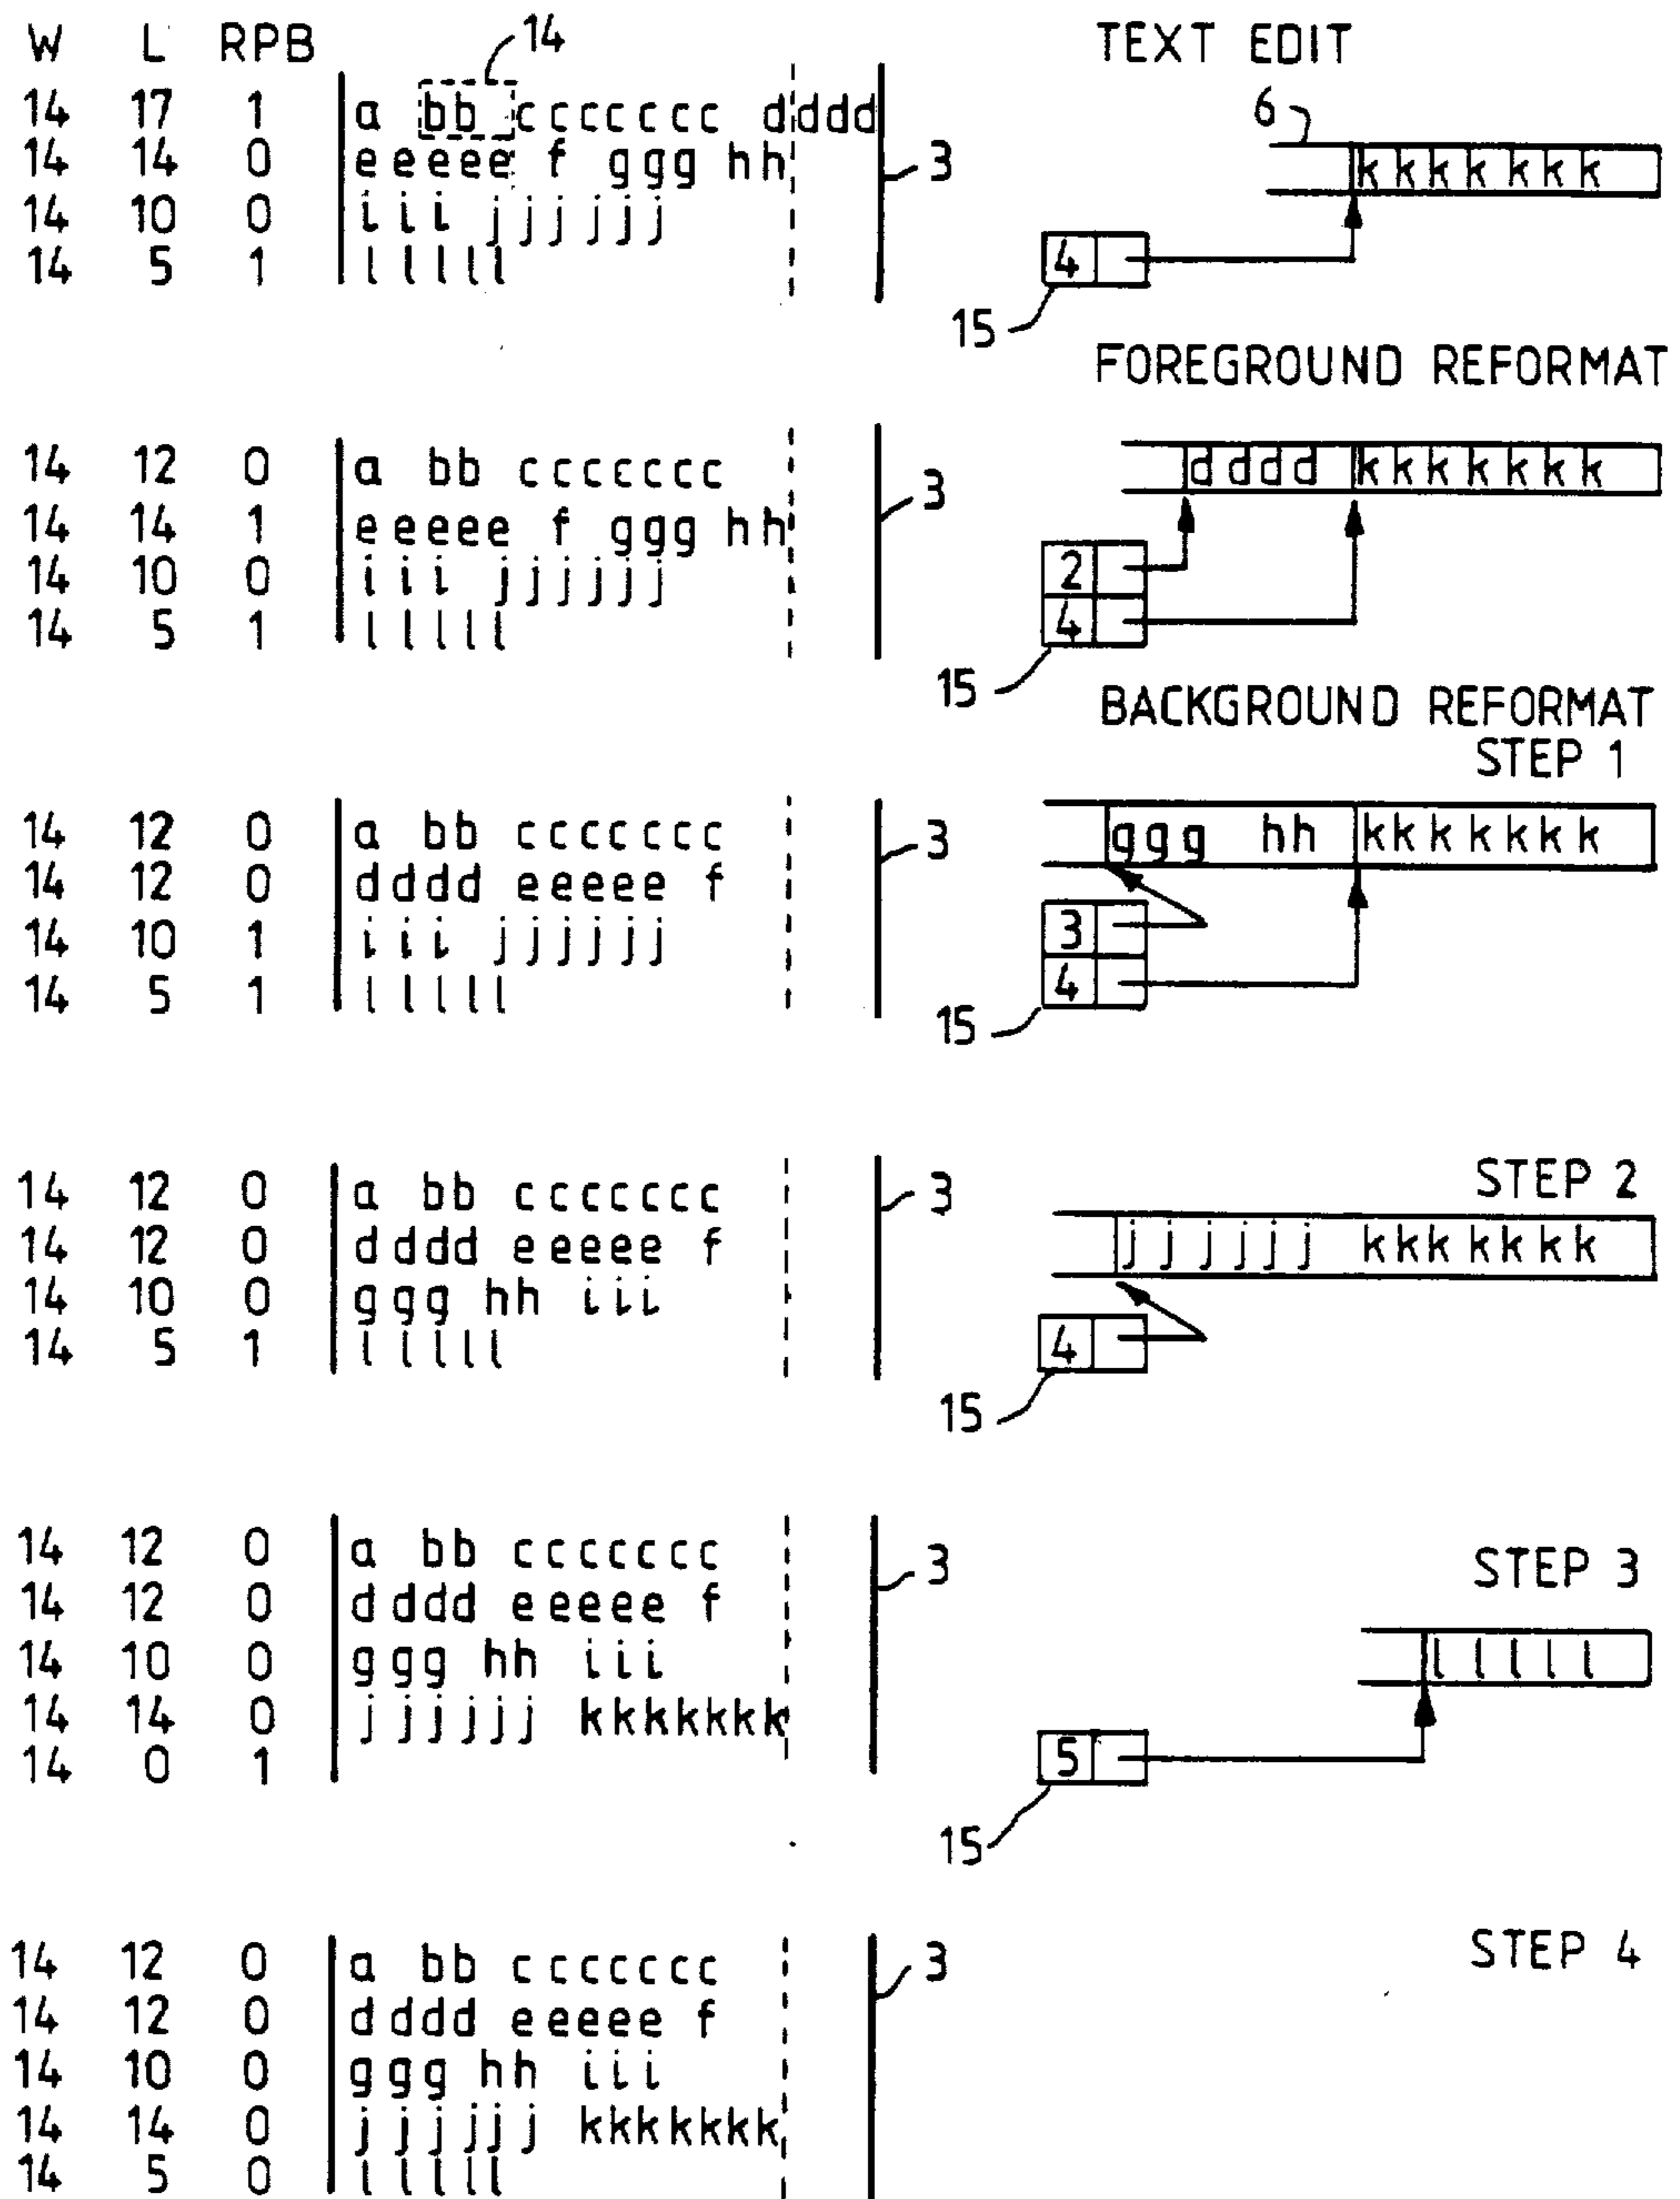 W L RPB 14 TEXT EDIT
14 17 1 a bb ccccccc dddd 6
14 14 0 eeeee f ggg hh 3 kkkkkkk
14 10 0 iii jjjjjj
14 5 1 lllll 4
15
FOREGROUND REFORMAT
14 12 0 a bb ccccccc dddd kkkkkkk
14 14 1 eeeee f ggg hh 3
14 10 0 iii jjjjjj 2
14 5 1 lllll 4
15
BACKGROUND REFORMAT
STEP 1
14 12 0 a bb ccccccc 3 ggg hh kkkkkkk
14 12 0 dddd eeeee f
14 10 1 iii jjjjjj 3
14 5 1 lllll 4
15
14 12 0 a bb ccccccc 3 STEP 2
14 12 0 dddd eeeee f jjjjjj kkkkkkk
14 10 0 ggg hh iii
14 5 1 lllll 4
15
14 12 0 a bb ccccccc 3 STEP 3
14 12 0 dddd eeeee f
14 10 0 ggg hh iii lllll
14 14 0 jjjjjj kkkkkkk
14 0 1 5
15
14 12 0 a bb ccccccc 3 STEP 4
14 12 0 dddd eeeee f
14 10 0 ggg hh iii
14 14 0 jjjjjj kkkkkkk
14 5 0 lllll